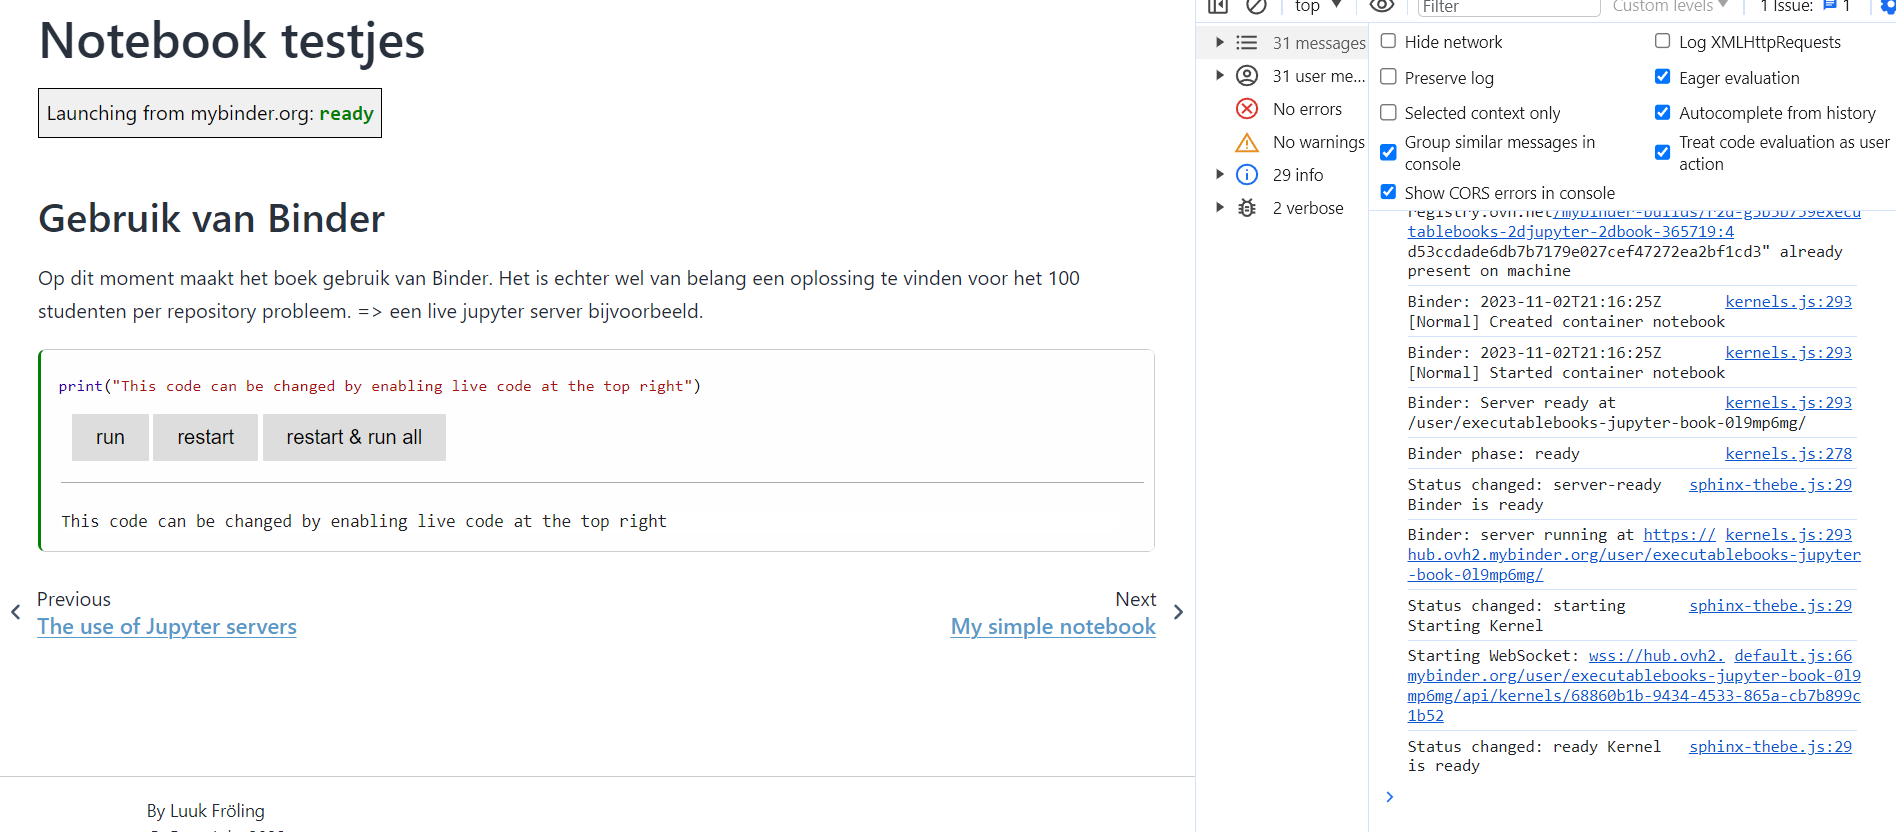 Notebook testjes
Launching from mybinder.org: ready
Gebruik van Binder
Op dit moment maakt het boek gebruik van Binder. Het is echter wel van belang een oplossing te vinden voor het 100
studenten per repository probleem. => een live jupyter server bijvoorbeeld.
print("This code can be changed by enabling live code at the top right")
run restart restart & run all
This code can be changed by enabling live code at the top right
Previous
The use of Jupyter servers
Next
My simple notebook
By Luuk Fröling
top Filter Custom levels 1 Issue: 1
31 messages
31 user me...
No errors
No warnings
29 info
2 verbose
Hide network
Log XMLHttpRequests
Preserve log
Eager evaluation
Selected context only
Autocomplete from history
Group similar messages in
console
Treat code evaluation as user
action
Show CORS errors in console
tablebooks-2djupyter-2dbook-365719:4
d53ccdade6db7b7179e027cef47272ea2bf1cd3" already
present on machine
Binder: 2023-11-02T21:16:25Z kernels.js:293
[Normal] Created container notebook
Binder: 2023-11-02T21:16:25Z kernels.js:293
[Normal] Started container notebook
Binder: Server ready at kernels.js:293
/user/executablebooks-jupyter-book-0l9mp6mg/
Binder phase: ready kernels.js:278
Status changed: server-ready sphinx-thebe.js:29
Binder is ready
Binder: server running at https:// kernels.js:293
hub.ovh2.mybinder.org/user/executablebooks-jupyter
-book-0l9mp6mg/
Status changed: starting sphinx-thebe.js:29
Starting Kernel
Starting WebSocket: wss://hub.ovh2. default.js:66
mybinder.org/user/executablebooks-jupyter-book-0l9
mp6mg/api/kernels/68860b1b-9434-4533-865a-cb7b899c
1b52
Status changed: ready Kernel sphinx-thebe.js:29
is ready